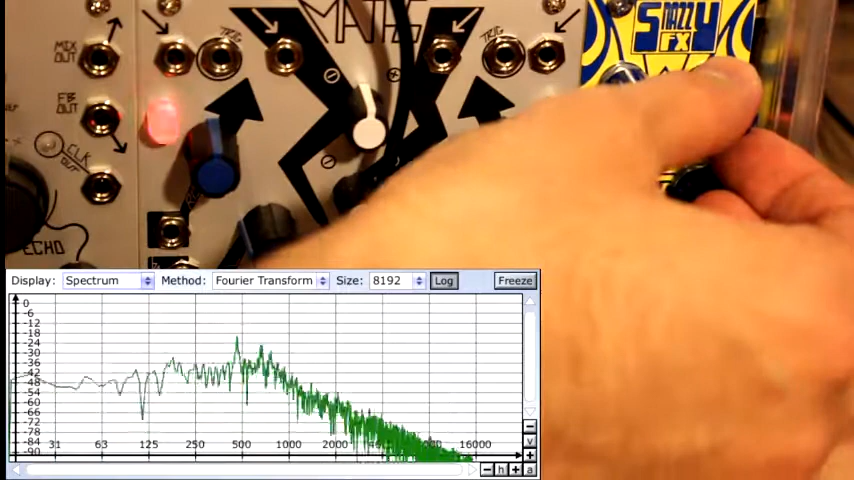 MIX
OUT
TRIG
MATHS
TRIG
SNAZZY
FX
FB
OUT
CLK
OUT
ECHO
Display: Spectrum Method: Fourier Transform Size: 8192 Log Freeze
0
-6
-12
-18
-24
-30
-36
-42
-48
-54
-60
-66
-72
-78
-84
-90
31 63 125 250 500 1000 2000 16000
v
- h + a